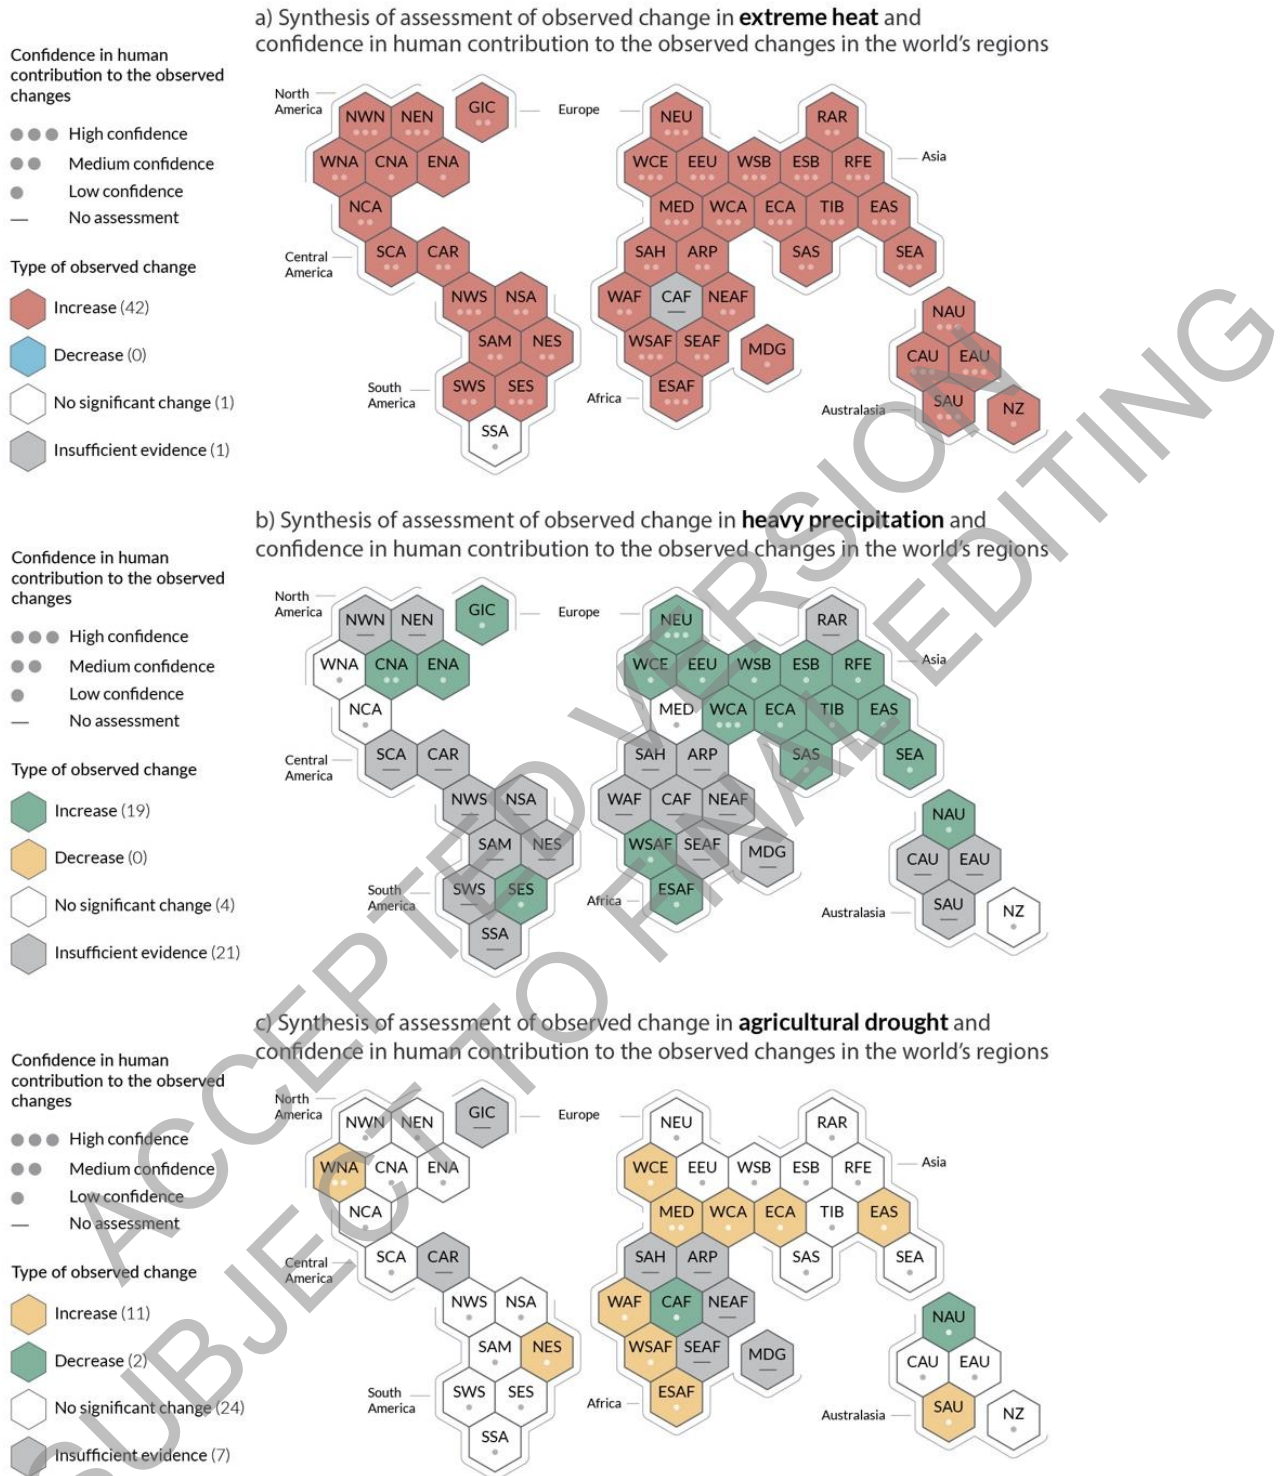 a) Synthesis of assessment of observed change in extreme heat and
confidence in human contribution to the observed changes in the world's regions
Confidence in human
contribution to the observed
changes
High confidence
Medium confidence
Low confidence
No assessment
Type of observed change
Increase (42)
Decrease (0)
No significant change (1)
Insufficient evidence (1)
North
America
NWN NEN GIC
WNA CNA ENA
NCA
Central
America
SCA CAR
NWS NSA
SAM NES
South
America
SWS SES
SSA
Europe
NEU RAR
WCE EEU WSB ESB RFE
Asia
MED WCA ECA TIB EAS
SAH ARP SAS SEA
WAF CAF NEAF
WSAF SEAF MDG
Africa
ESAF
NAU
CAU EAU
Australasia
SAU NZ
b) Synthesis of assessment of observed change in heavy precipitation and
confidence in human contribution to the observed changes in the world's regions
Confidence in human
contribution to the observed
changes
High confidence
Medium confidence
Low confidence
No assessment
Type of observed change
Increase (19)
Decrease (0)
No significant change (4)
Insufficient evidence (21)
North
America
NWN NEN GIC
WNA CNA ENA
NCA
Central
America
SCA CAR
NWS NSA
SAM NES
South
America
SWS SES
SSA
Europe
NEU RAR
WCE EEU WSB ESB RFE
Asia
MED WCA ECA TIB EAS
SAH ARP SAS SEA
WAF CAF NEAF
WSAF SEAF MDG
Africa
ESAF
NAU
CAU EAU
Australasia
SAU NZ
c) Synthesis of assessment of observed change in agricultural drought and
confidence in human contribution to the observed changes in the world's regions
Confidence in human
contribution to the observed
changes
High confidence
Medium confidence
Low confidence
No assessment
Type of observed change
Increase (11)
Decrease (2)
No significant change (24)
Insufficient evidence (7)
North
America
NWN NEN GIC
WNA CNA ENA
NCA
Central
America
SCA CAR
NWS NSA
SAM NES
South
America
SWS SES
SSA
Europe
NEU RAR
WCE EEU WSB ESB RFE
Asia
MED WCA ECA TIB EAS
SAH ARP SAS SEA
WAF CAF NEAF
WSAF SEAF MDG
Africa
ESAF
NAU
CAU EAU
Australasia
SAU NZ
ACCEPTED VERSION
SUBJECT TO FINAL EDITING